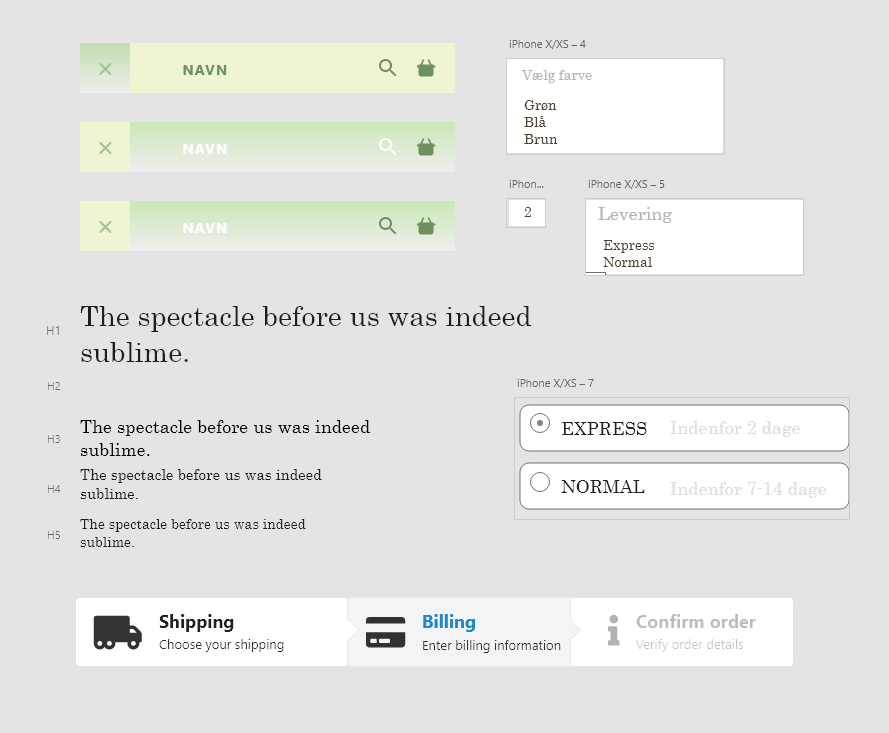 NAVN
NAVN
NAVN
iPhone X/XS – 4
Vælg farve
Grøn
Blå
Brun
iPhon...
2
iPhone X/XS – 5
Levering
Express
Normal
H1
The spectacle before us was indeed
sublime.
H2
H3
The spectacle before us was indeed
sublime.
H4
The spectacle before us was indeed
sublime.
H5
The spectacle before us was indeed
sublime.
iPhone X/XS – 7
EXPRESS Indenfor 2 dage
NORMAL Indenfor 7-14 dage
Shipping
Choose your shipping
Billing
Enter billing information
Confirm order
Verify order details